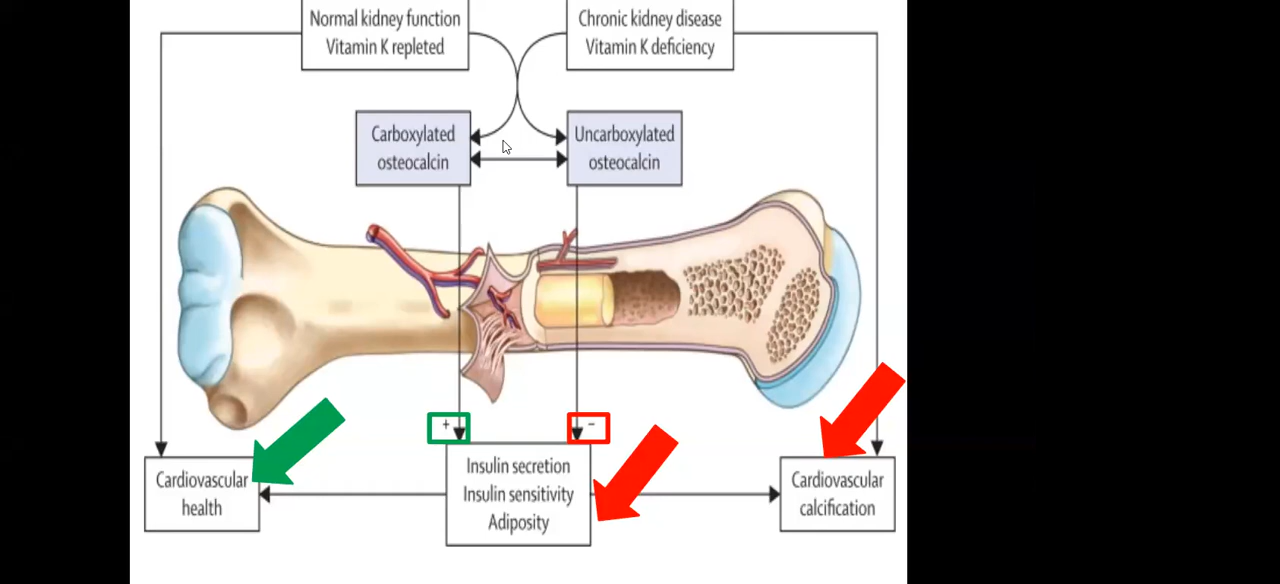 Normal kidney function
Vitamin K repleted
Chronic kidney disease
Vitamin K deficiency
Carboxylated
osteocalcin
Uncarboxylated
osteocalcin
+
−
Cardiovascular
health
Insulin secretion
Insulin sensitivity
Adiposity
Cardiovascular
calcification